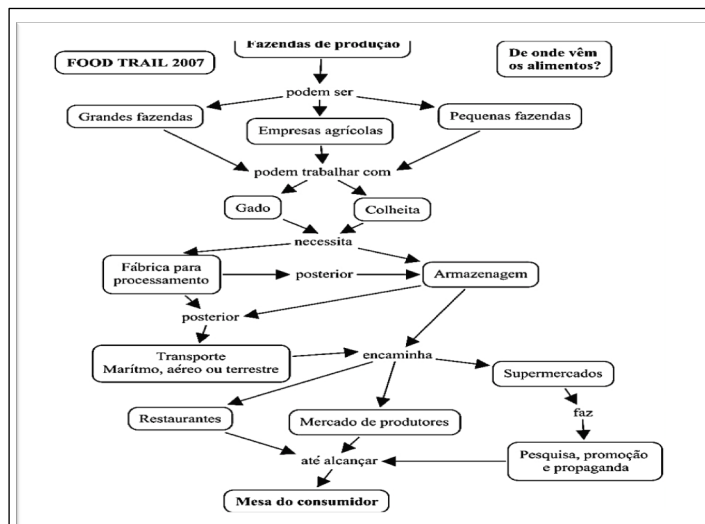 Fazendas de produção
FOOD TRAIL 2007
De onde vêm
os alimentos?
podem ser
Grandes fazendas
Empresas agrícolas
Pequenas fazendas
podem trabalhar com
Gado
Colheita
necessita
Fábrica para
processamento
posterior
Armazenagem
posterior
Transporte
Marítmo, aéreo ou terrestre
encaminha
Supermercados
Restaurantes
Mercado de produtores
faz
até alcançar
Pesquisa, promoção
e propaganda
Mesa do consumidor